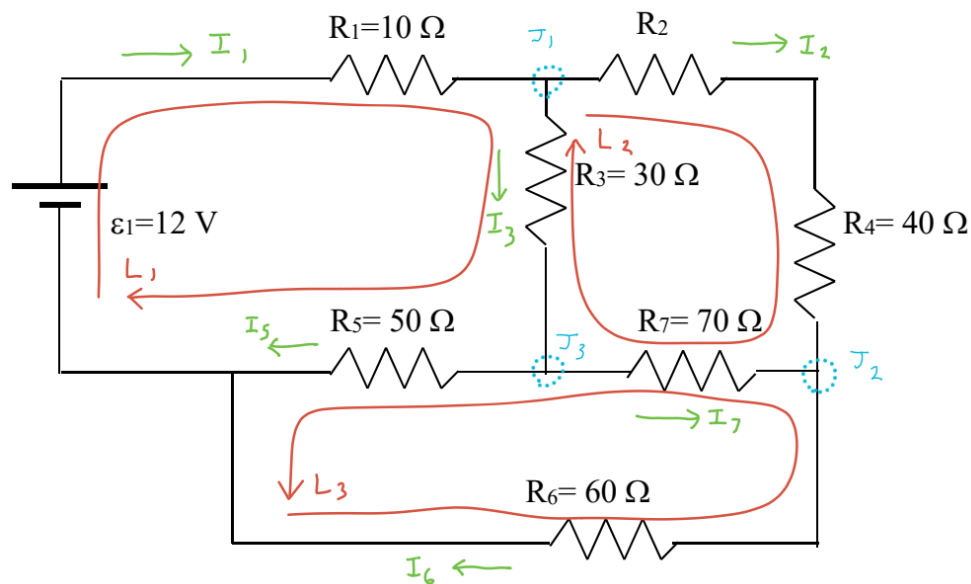 I₁
R₁=10 Ω
J₁
R₂
I₂
L₂
R₃= 30 Ω
I₃
ε₁=12 V
R₄= 40 Ω
L₁
I₅
R₅= 50 Ω
J₃
R₇= 70 Ω
J₂
I₇
L₃
R₆= 60 Ω
I₆